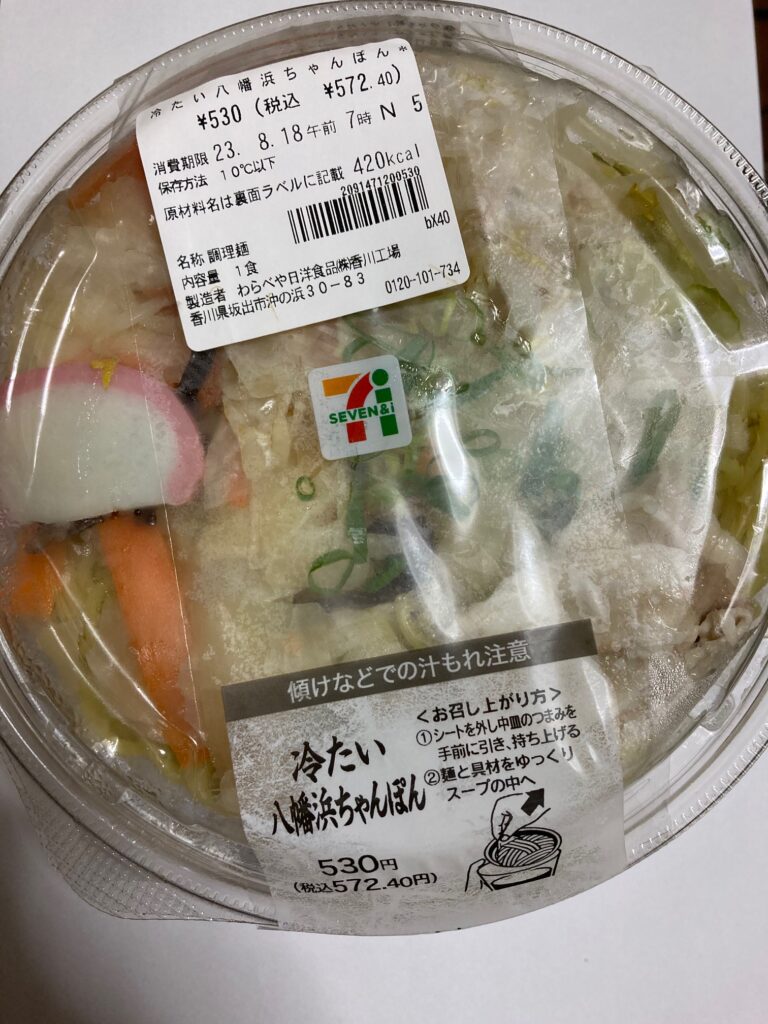 冷たい八幡浜ちゃんぽん*
¥530 (税込 ¥572.40)
消費期限 23. 8.18午前 7時 N 5
保存方法 10℃以下
原材料名は裏面ラベルに記載 420kcal
2091471200530
bX40
名称 調理麺
内容量 1食
製造者 わらべや日洋食品㈱香川工場
香川県坂出市沖の浜30-83 0120-101-734
SEVEN&i
傾けなどでの汁もれ注意
冷たい
八幡浜ちゃんぽん
530円
(税込572.40円)
<お召し上がり方>
①シートを外し中皿のつまみを
手前に引き、持ち上げる
②麺と具材をゆっくり
スープの中へ